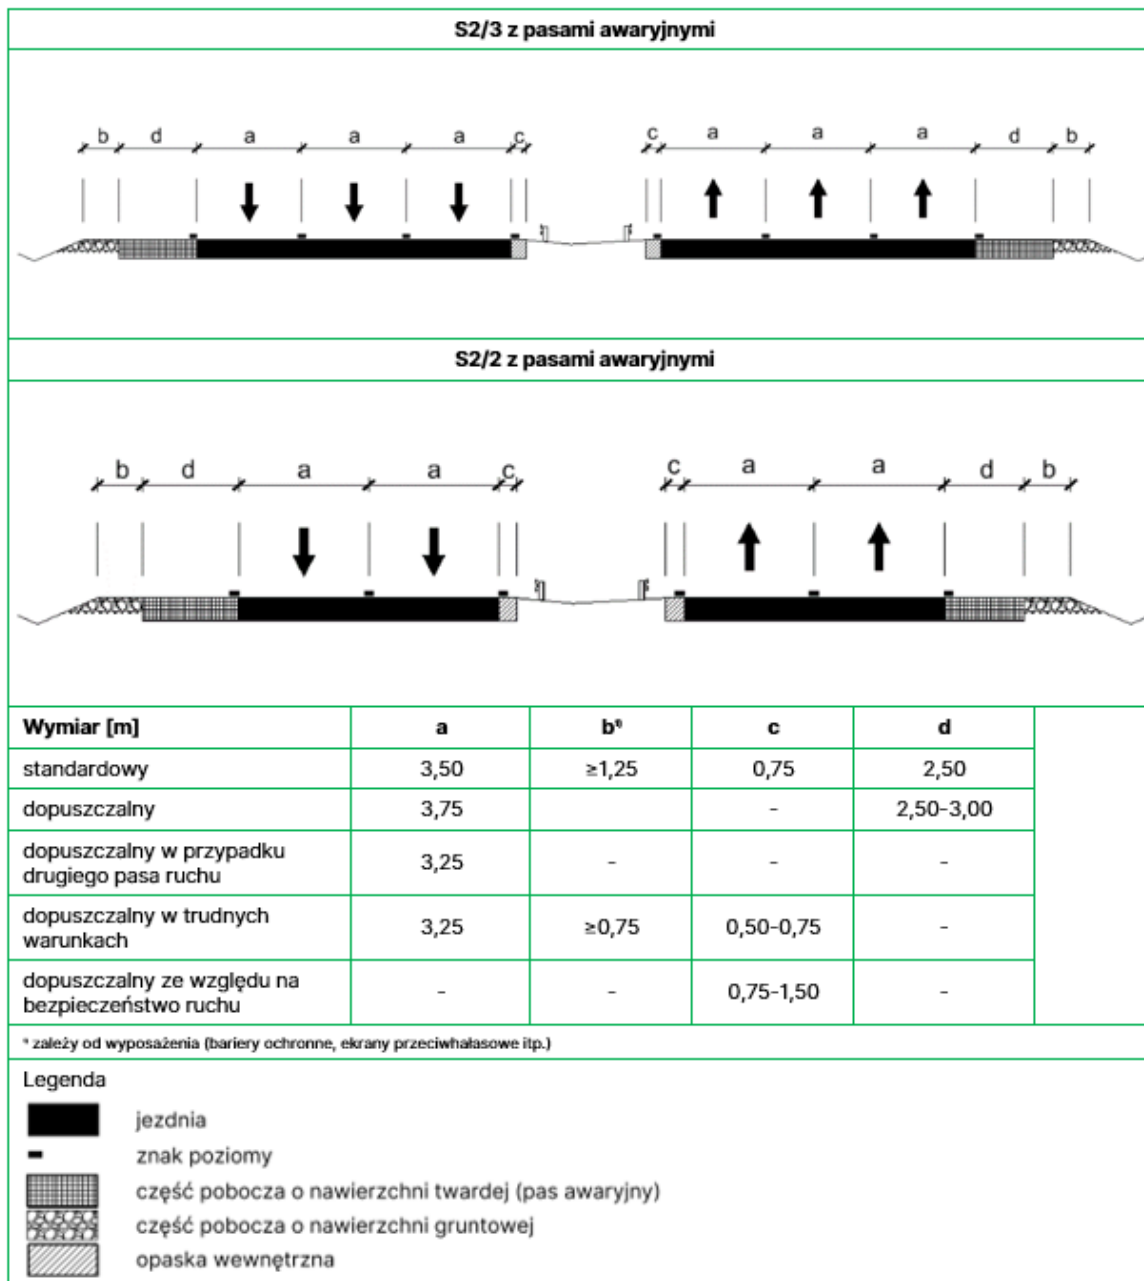 S2/3 z pasami awaryjnymi
b d a a a c c a a a d b
S2/2 z pasami awaryjnymi
b d a a c c a a d b
Wymiar [m] a b¹⁾ c d
standardowy 3,50 ≥1,25 0,75 2,50
dopuszczalny 3,75 - 2,50-3,00
dopuszczalny w przypadku
drugiego pasa ruchu 3,25 - - -
dopuszczalny w trudnych
warunkach 3,25 ≥0,75 0,50-0,75 -
dopuszczalny ze względu na
bezpieczeństwo ruchu - - 0,75-1,50 -
¹⁾ zależy od wyposażenia (bariery ochronne, ekrany przeciwhałasowe itp.)
Legenda
jezdnia
znak poziomy
część pobocza o nawierzchni twardej (pas awaryjny)
część pobocza o nawierzchni gruntowej
opaska wewnętrzna